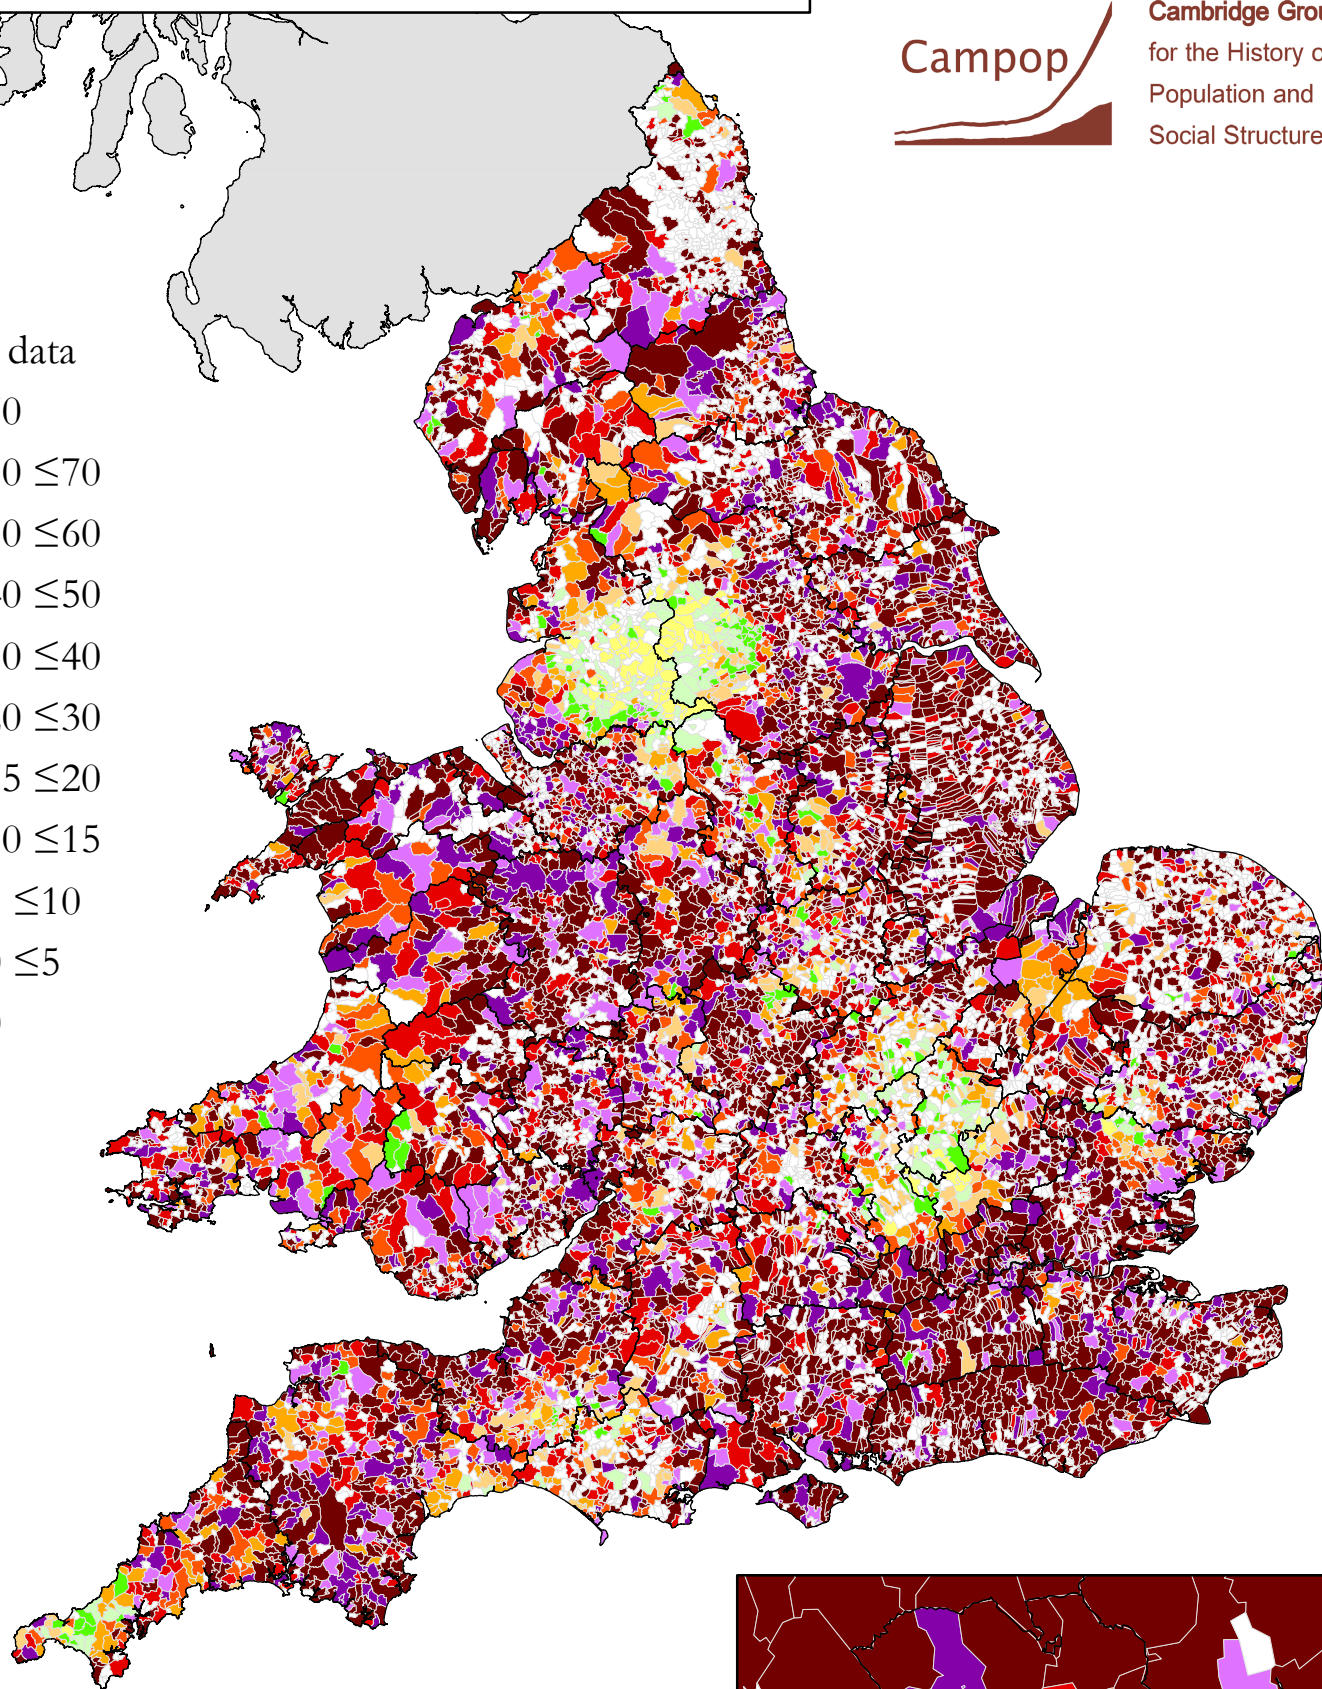 Campop
Cambridge Grou
for the History o
Population and
Social Structure
data
0
0 ≤70
0 ≤60
0 ≤50
0 ≤40
0 ≤30
5 ≤20
0 ≤15
≤10
≤5